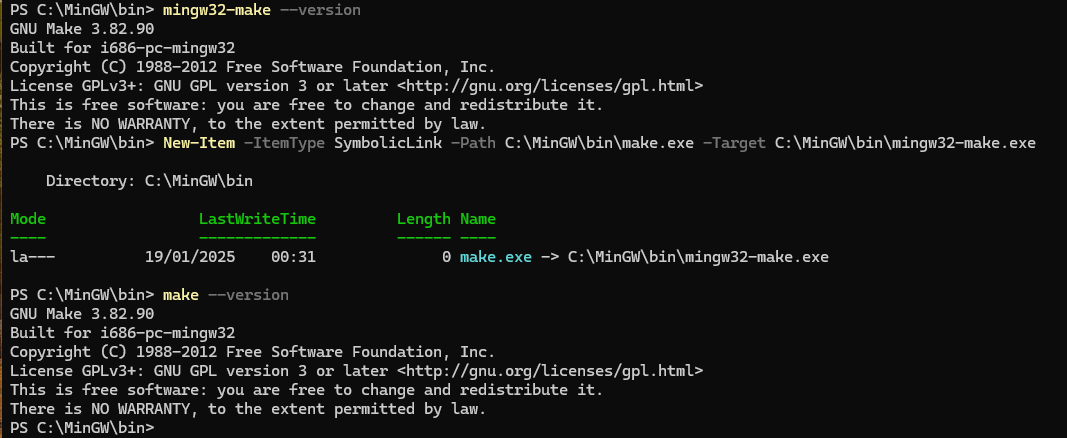 PS C:\MinGW\bin> mingw32-make --version
GNU Make 3.82.90
Built for i686-pc-mingw32
Copyright (C) 1988-2012 Free Software Foundation, Inc.
License GPLv3+: GNU GPL version 3 or later <http://gnu.org/licenses/gpl.html>
This is free software: you are free to change and redistribute it.
There is NO WARRANTY, to the extent permitted by law.
PS C:\MinGW\bin> New-Item -ItemType SymbolicLink -Path C:\MinGW\bin\make.exe -Target C:\MinGW\bin\mingw32-make.exe
    Directory: C:\MinGW\bin
Mode                 LastWriteTime         Length Name
----                 -------------         ------ ----
la---          19/01/2025    00:31              0 make.exe -> C:\MinGW\bin\mingw32-make.exe
PS C:\MinGW\bin> make --version
GNU Make 3.82.90
Built for i686-pc-mingw32
Copyright (C) 1988-2012 Free Software Foundation, Inc.
License GPLv3+: GNU GPL version 3 or later <http://gnu.org/licenses/gpl.html>
This is free software: you are free to change and redistribute it.
There is NO WARRANTY, to the extent permitted by law.
PS C:\MinGW\bin>